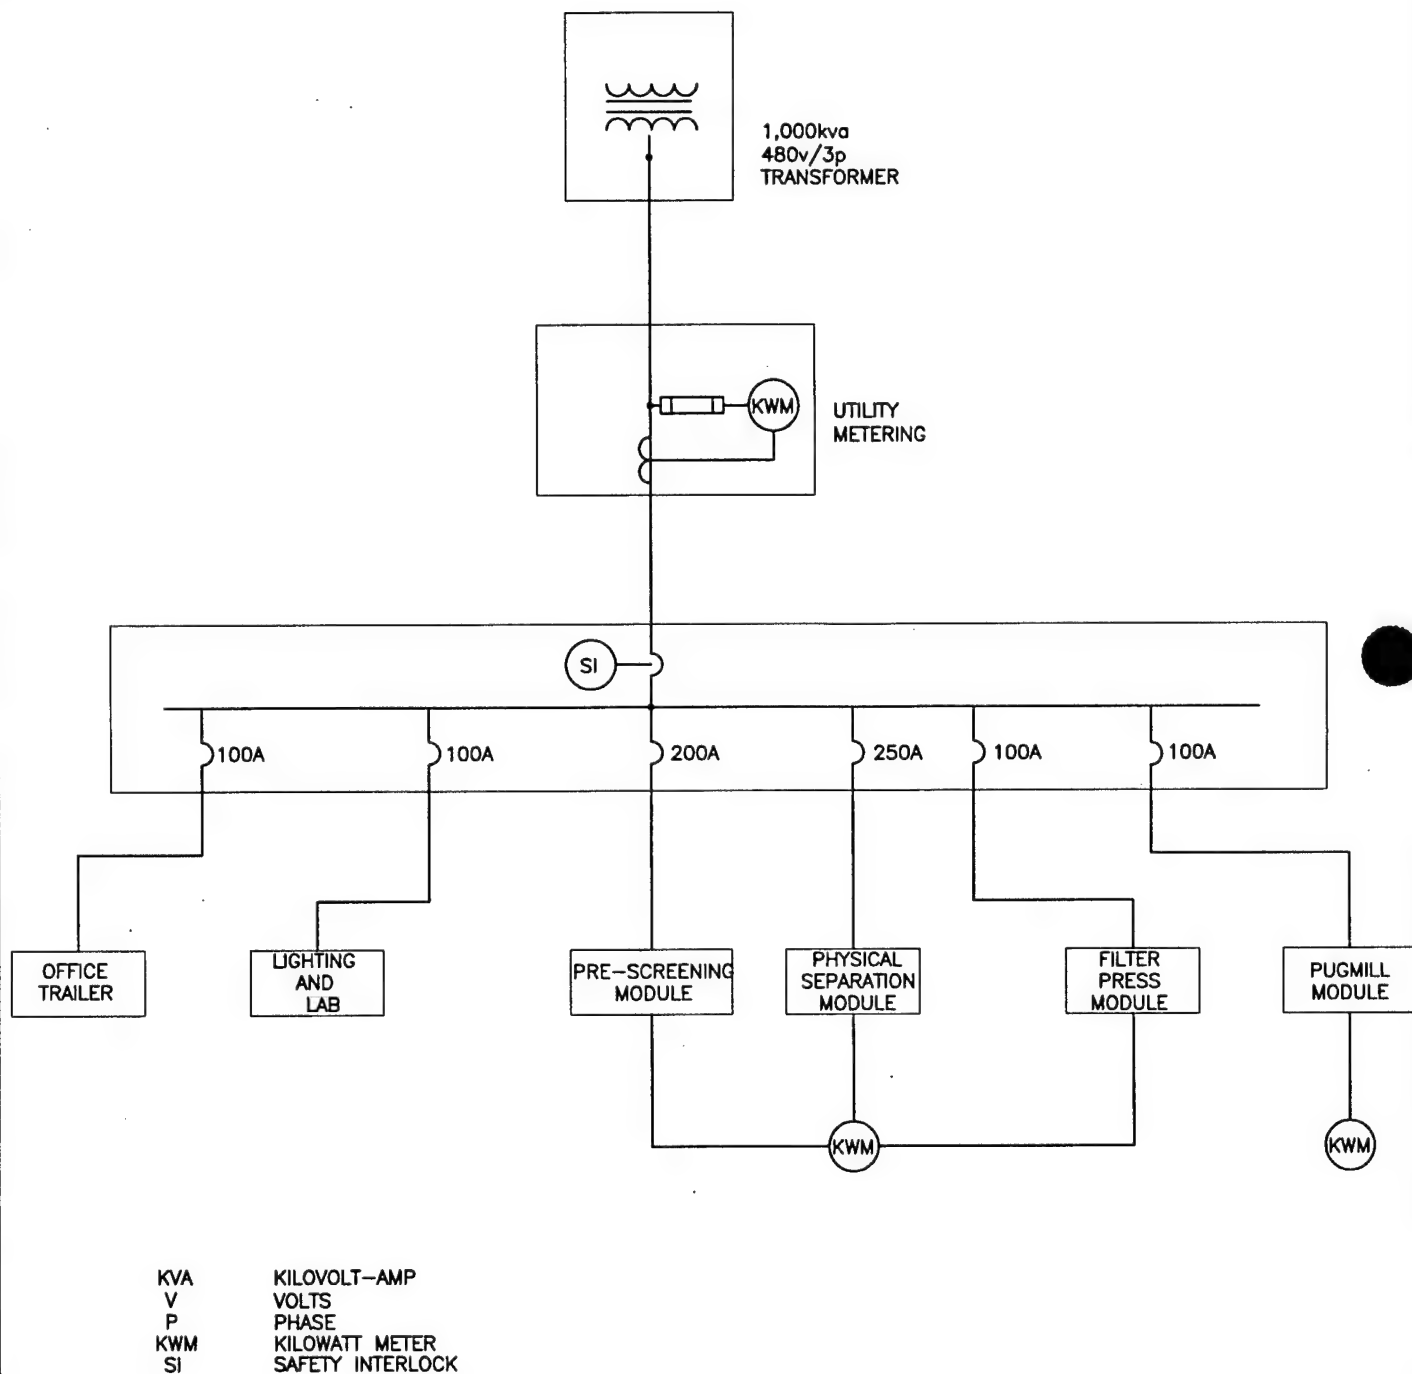 1,000kva
480v/3p
TRANSFORMER
KWM
UTILITY
METERING
SI
100A
100A
200A
250A
100A
100A
OFFICE
TRAILER
LIGHTING
AND
LAB
PRE-SCREENING
MODULE
PHYSICAL
SEPARATION
MODULE
FILTER
PRESS
MODULE
PUGMILL
MODULE
KWM
KWM
KVA KILOVOLT-AMP
V VOLTS
P PHASE
KWM KILOWATT METER
SI SAFETY INTERLOCK